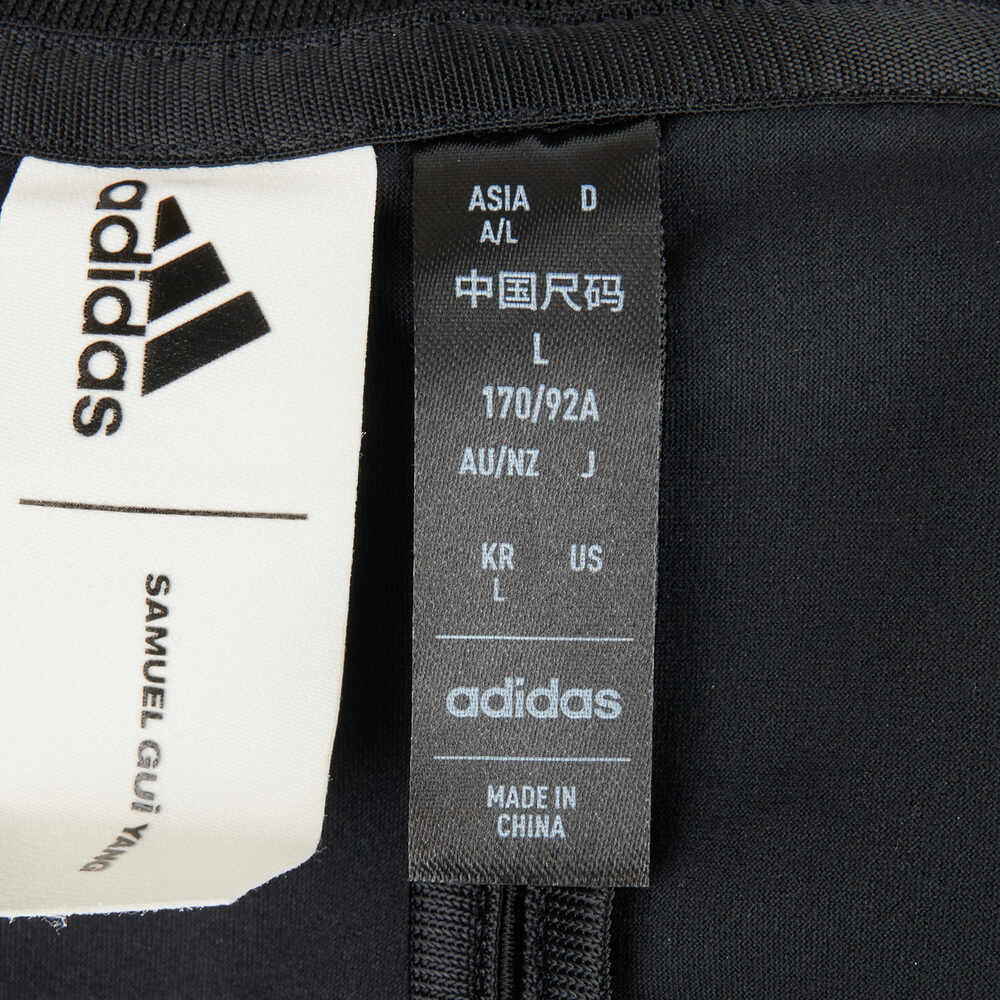 adidas
SAMUEL GUI YANG
ASIA D
A/L
中国尺码
L
170/92A
AU/NZ J
KR US
L
adidas
MADE IN
CHINA